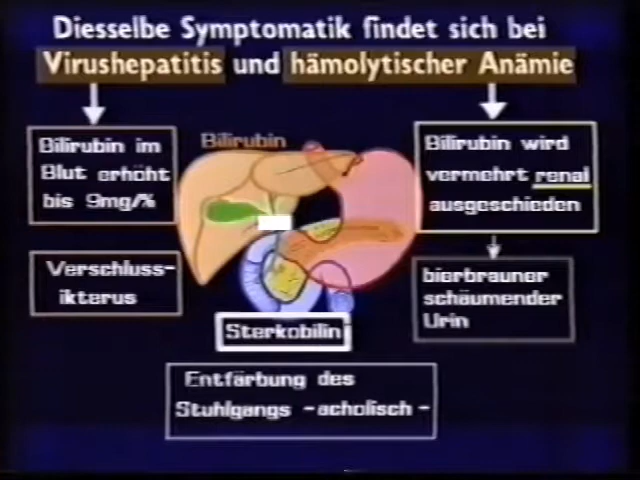 Diesselbe Symptomatik findet sich bei
Virushepatitis und hämolytischer Anämie
Bilirubin im
Blut erhöht
bis 9mg/%
Bilirubin
Bilirubin wird
vermehrt renal
ausgeschieden
Verschluss-
ikterus
bierbrauner
schäumender
Urin
Sterkobilin
Entfärbung des
Stuhlgangs -acholisch-